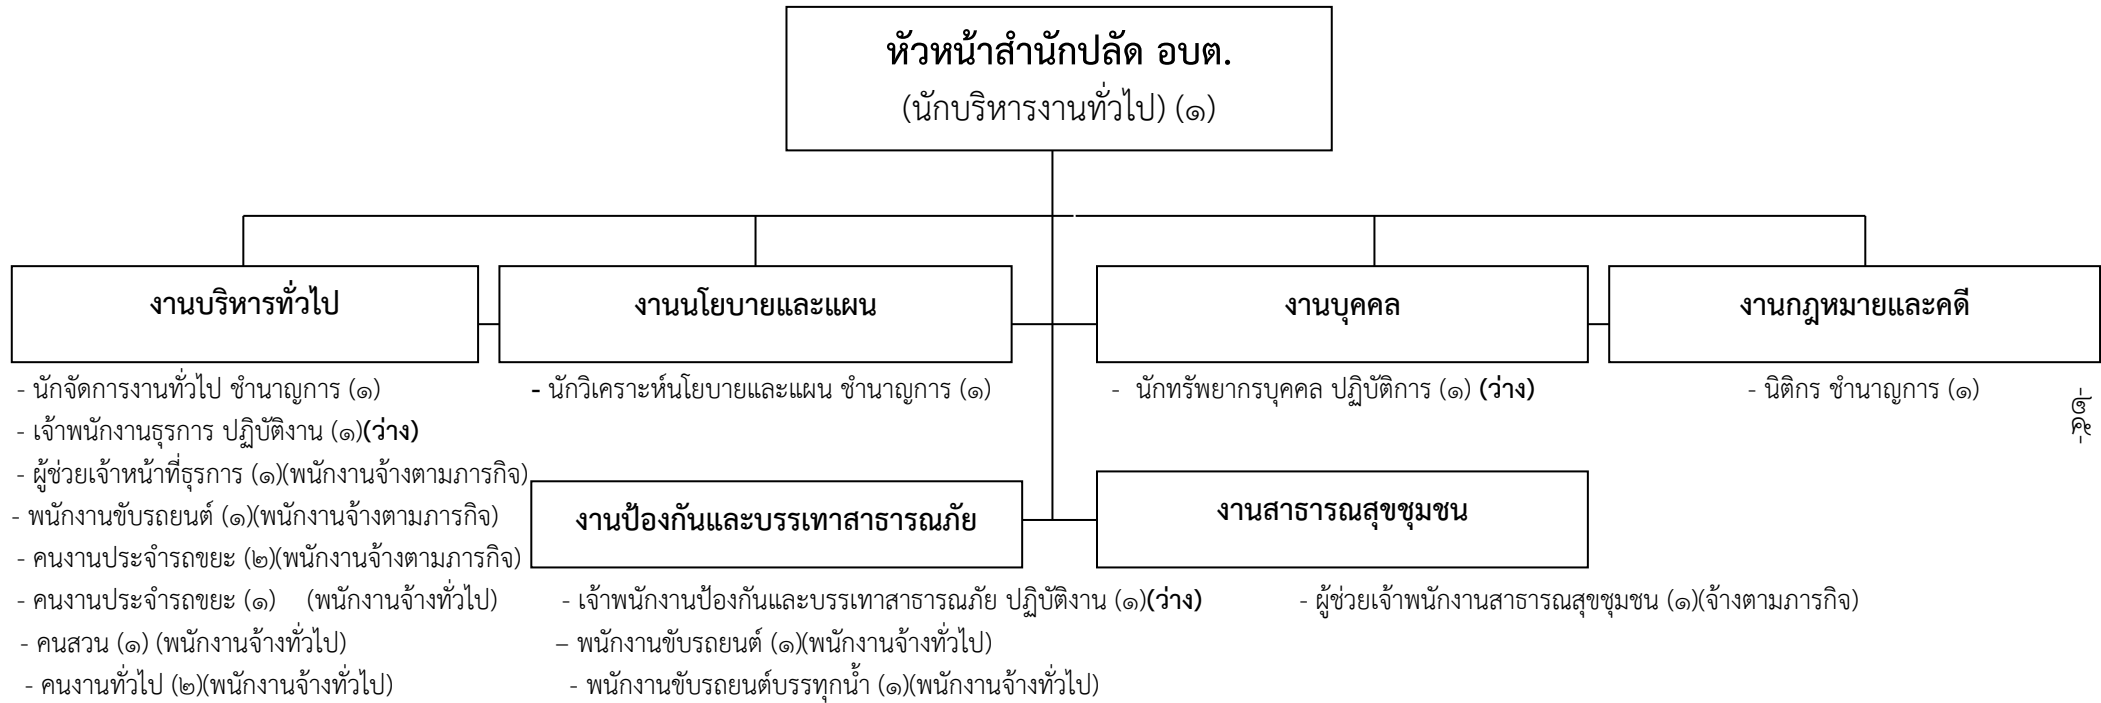 หัวหน้าสำนักปลัด อบต.
(นักบริหารงานทั่วไป) (๑)
งานบริหารทั่วไป
งานนโยบายและแผน
งานบุคคล
งานกฎหมายและคดี
- นักจัดการงานทั่วไป ชำนาญการ (๑)
- เจ้าพนักงานธุรการ ปฏิบัติงาน (๑)(ว่าง)
- ผู้ช่วยเจ้าหน้าที่ธุรการ (๑)(พนักงานจ้างตามภารกิจ)
- พนักงานขับรถยนต์ (๑)(พนักงานจ้างตามภารกิจ)
- คนงานประจำรถขยะ (๒)(พนักงานจ้างตามภารกิจ)
- คนงานประจำรถขยะ (๑) (พนักงานจ้างทั่วไป)
- คนสวน (๑) (พนักงานจ้างทั่วไป)
- คนงานทั่วไป (๒)(พนักงานจ้างทั่วไป)
- นักวิเคราะห์นโยบายและแผน ชำนาญการ (๑)
- นักทรัพยากรบุคคล ปฏิบัติการ (๑) (ว่าง)
- นิติกร ชำนาญการ (๑)
งานป้องกันและบรรเทาสาธารณภัย
- เจ้าพนักงานป้องกันและบรรเทาสาธารณภัย ปฏิบัติงาน (๑)(ว่าง)
– พนักงานขับรถยนต์ (๑)(พนักงานจ้างทั่วไป)
- พนักงานขับรถยนต์บรรทุกน้ำ (๑)(พนักงานจ้างทั่วไป)
งานสาธารณสุขชุมชน
- ผู้ช่วยเจ้าพนักงานสาธารณสุขชุมชน (๑)(จ้างตามภารกิจ)